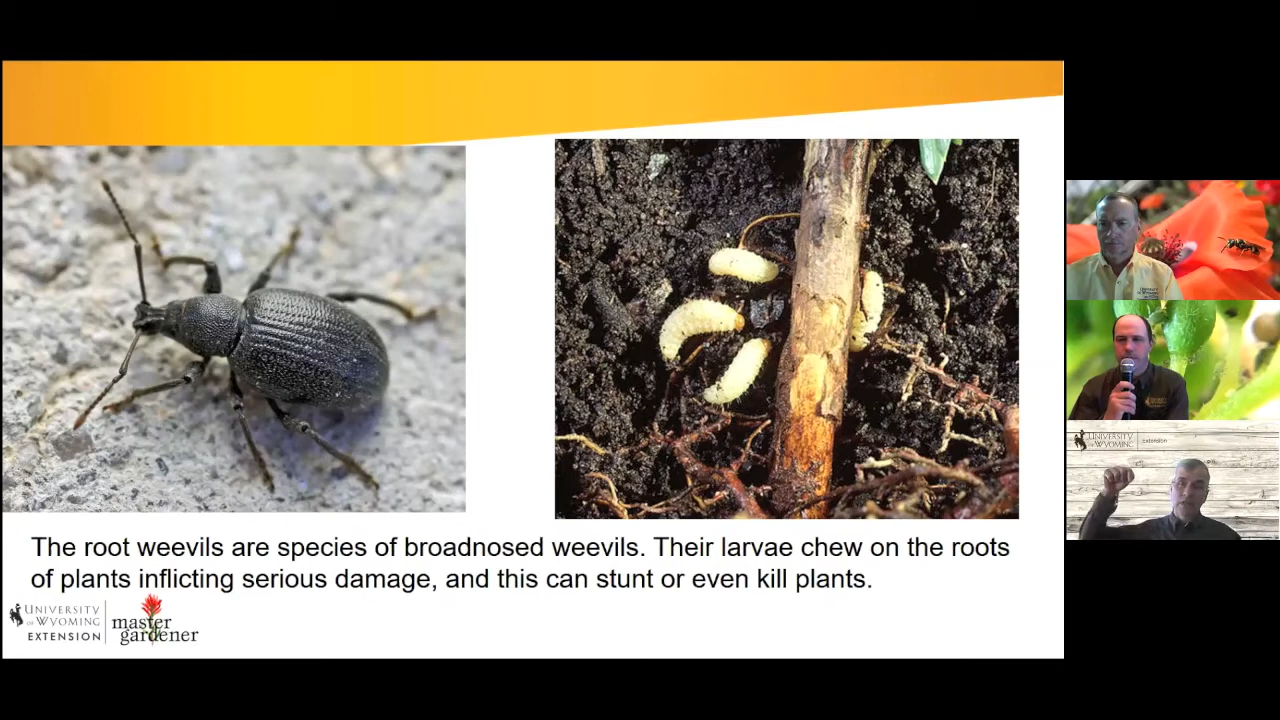 The root weevils are species of broadnosed weevils. Their larvae chew on the roots
of plants inflicting serious damage, and this can stunt or even kill plants.
UNIVERSITY
OF WYOMING
EXTENSION
master
gardener
UNIVERSITY
OF WYOMING
Extension